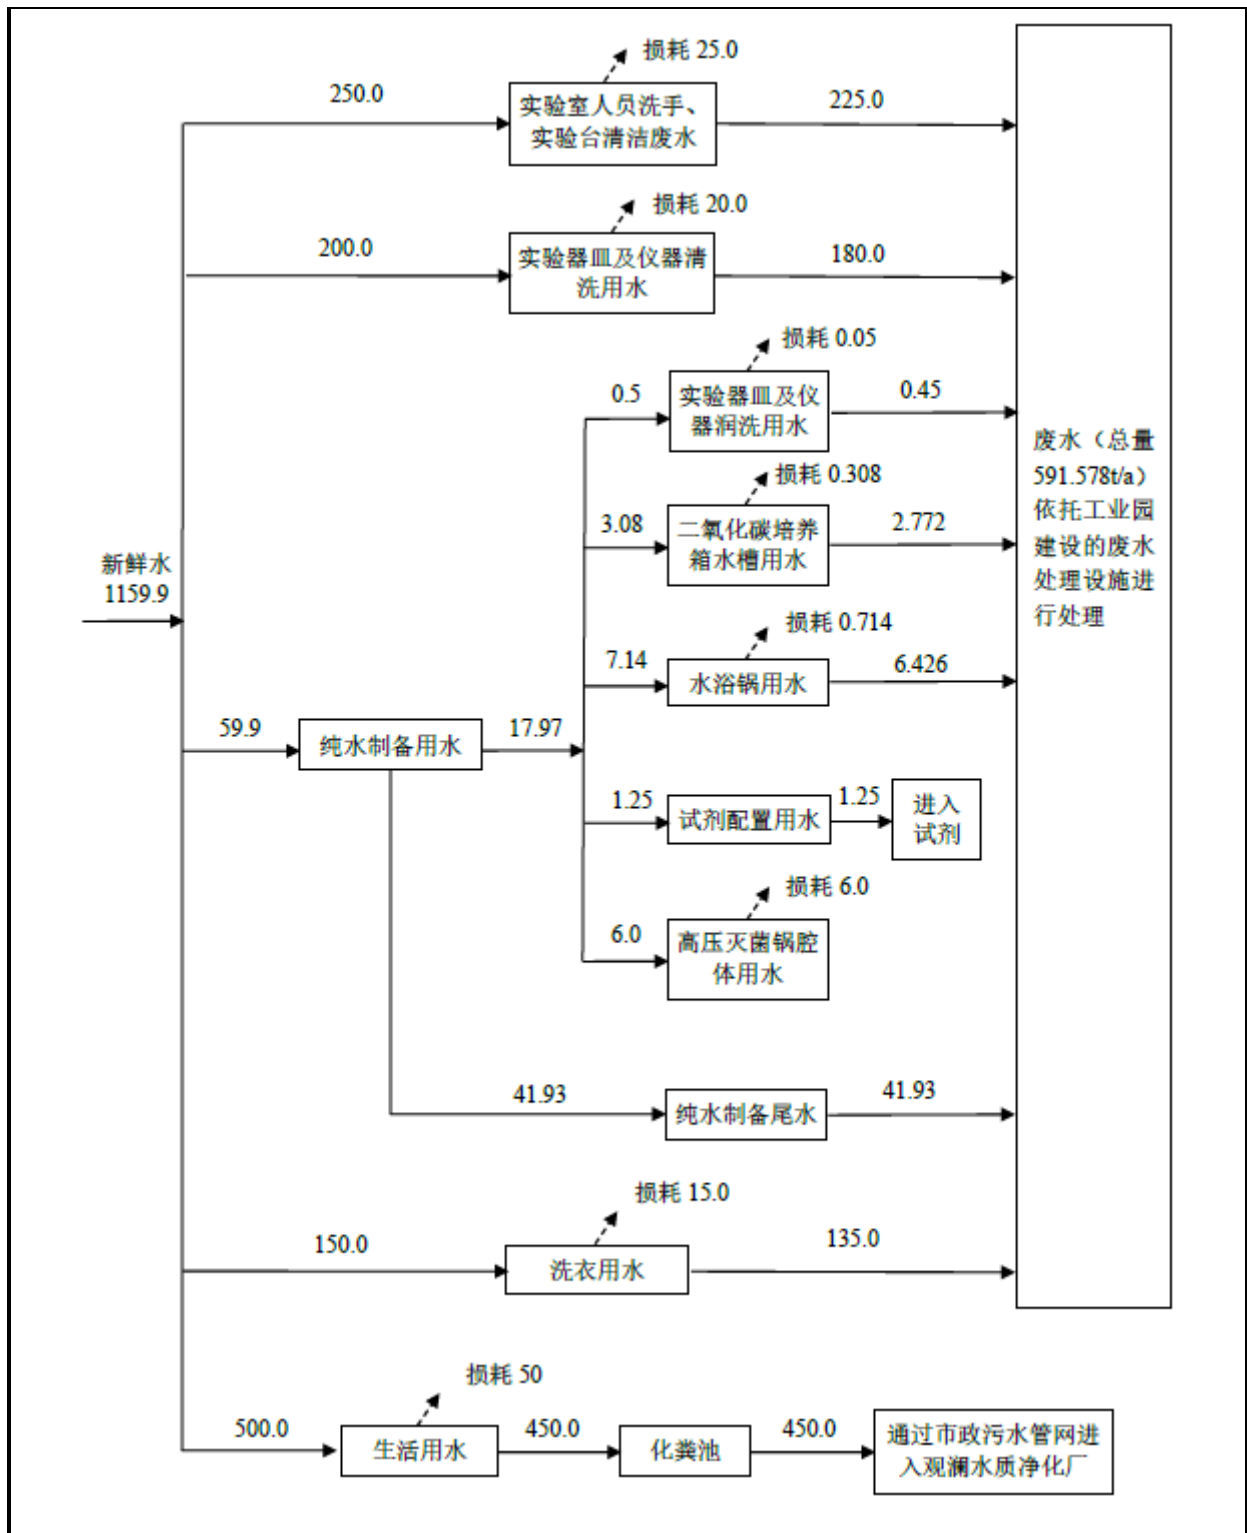 损耗 25.0
250.0
实验室人员洗手、
实验台清洁废水
225.0
损耗 20.0
200.0
实验器皿及仪器清
洗用水
180.0
损耗 0.05
0.5
实验器皿及仪
器润洗用水
0.45
损耗 0.308
3.08
二氧化碳培养
箱水槽用水
2.772
废水（总量
591.578t/a）
依托工业园
建设的废水
处理设施进
行处理
新鲜水
1159.9
损耗 0.714
7.14
水浴锅用水
6.426
59.9
纯水制备用水
17.97
1.25
试剂配置用水
1.25
进入
试剂
损耗 6.0
6.0
高压灭菌锅腔
体用水
41.93
纯水制备尾水
41.93
损耗 15.0
150.0
洗衣用水
135.0
损耗 50
500.0
生活用水
450.0
化粪池
450.0
通过市政污水管网进
入观澜水质净化厂